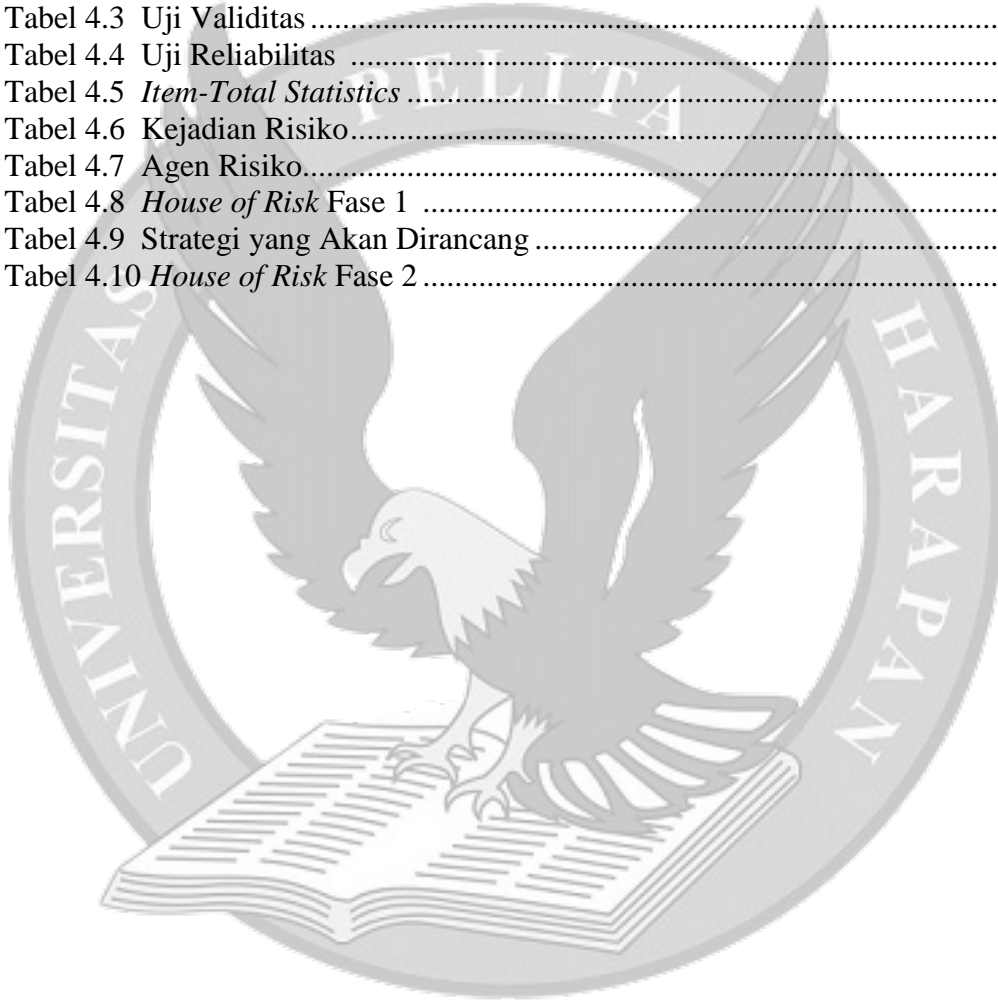 Tabel 4.3 Uji Validitas ....................................................................................
Tabel 4.4 Uji Reliabilitas ...............................................................................
Tabel 4.5 Item-Total Statistics ........................................................................
Tabel 4.6 Kejadian Risiko...............................................................................
Tabel 4.7 Agen Risiko.....................................................................................
Tabel 4.8 House of Risk Fase 1 ......................................................................
Tabel 4.9 Strategi yang Akan Dirancang ........................................................
Tabel 4.10 House of Risk Fase 2 .....................................................................
UNIVERSITAS PELITA HARAPAN